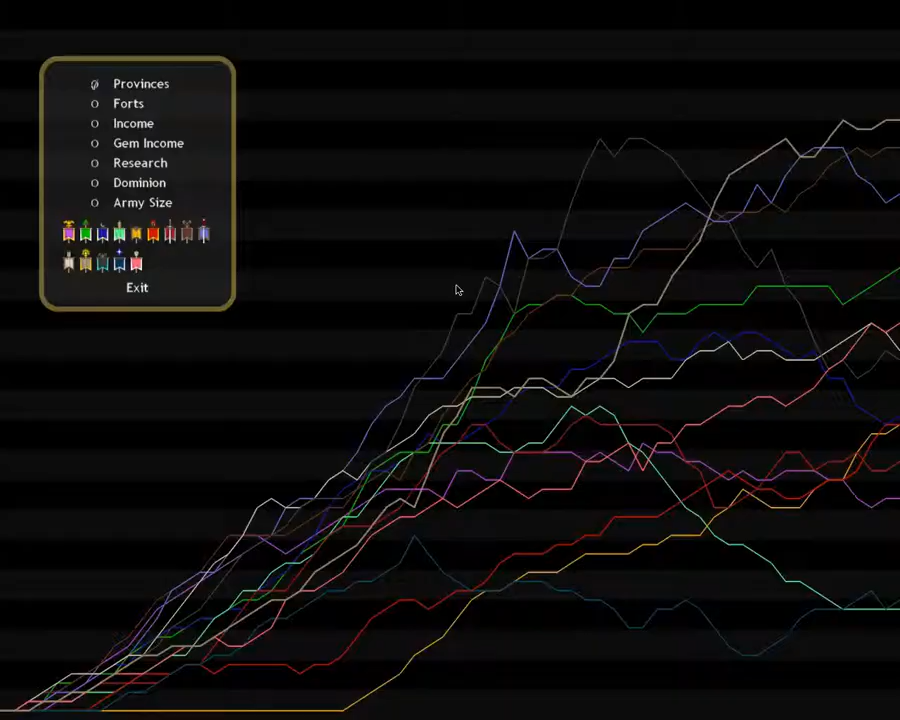 Provinces
Forts
Income
Gem Income
Research
Dominion
Army Size
Exit